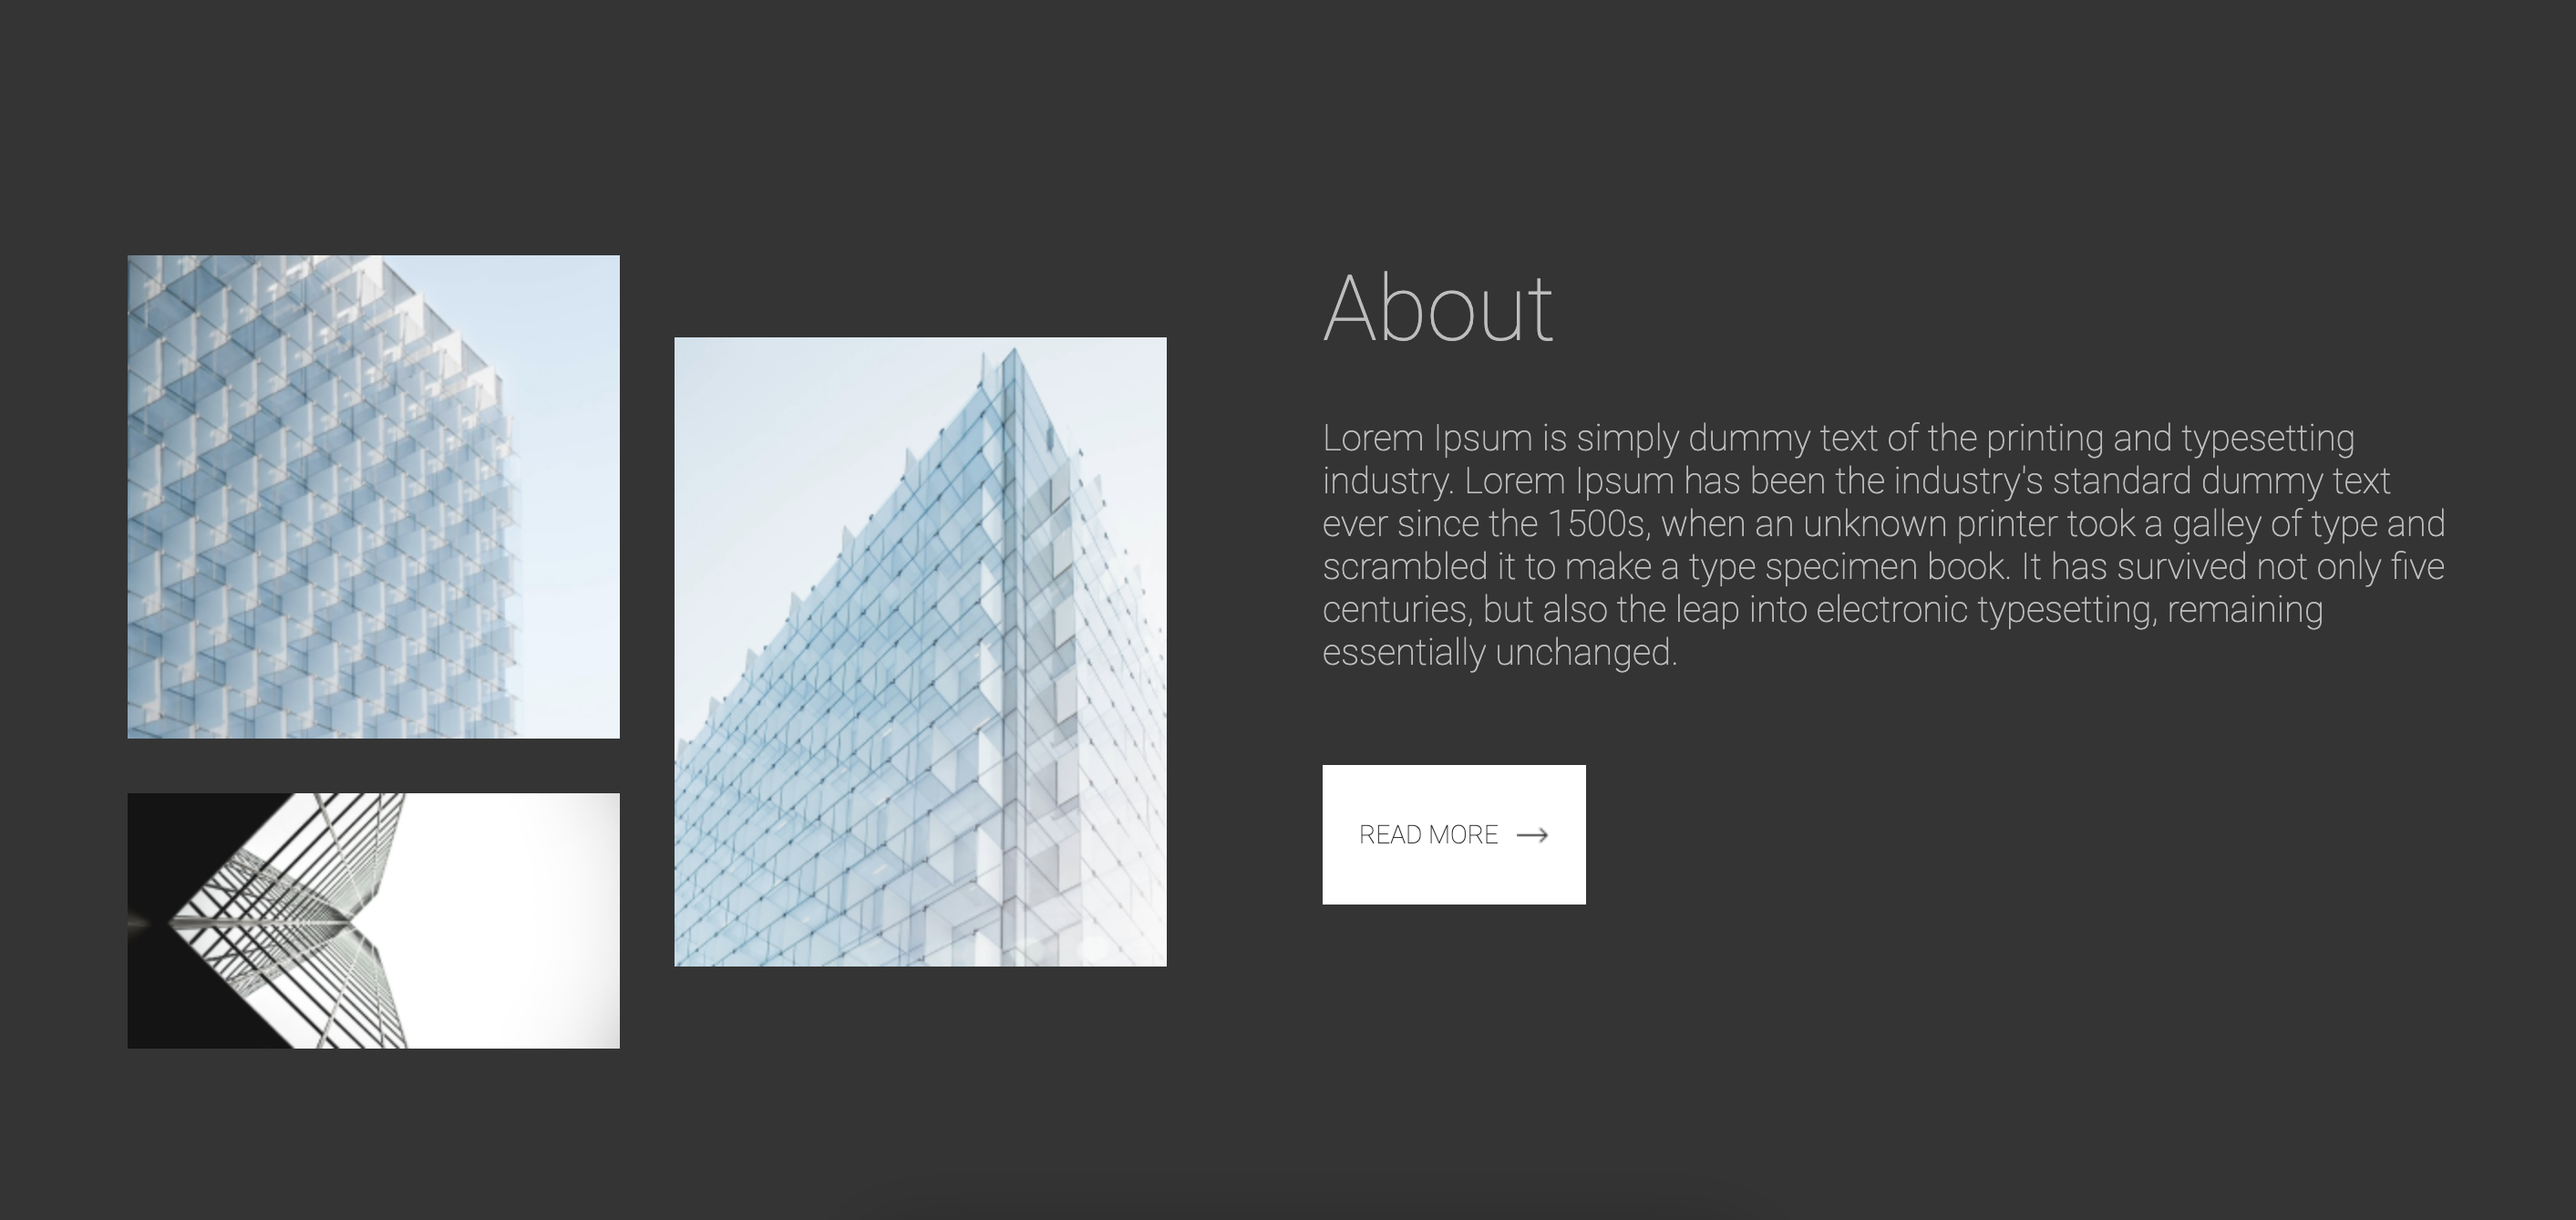 About
Lorem Ipsum is simply dummy text of the printing and typesetting
industry. Lorem Ipsum has been the industry's standard dummy text
ever since the 1500s, when an unknown printer took a galley of type and
scrambled it to make a type specimen book. It has survived not only five
centuries, but also the leap into electronic typesetting, remaining
essentially unchanged.
READ MORE